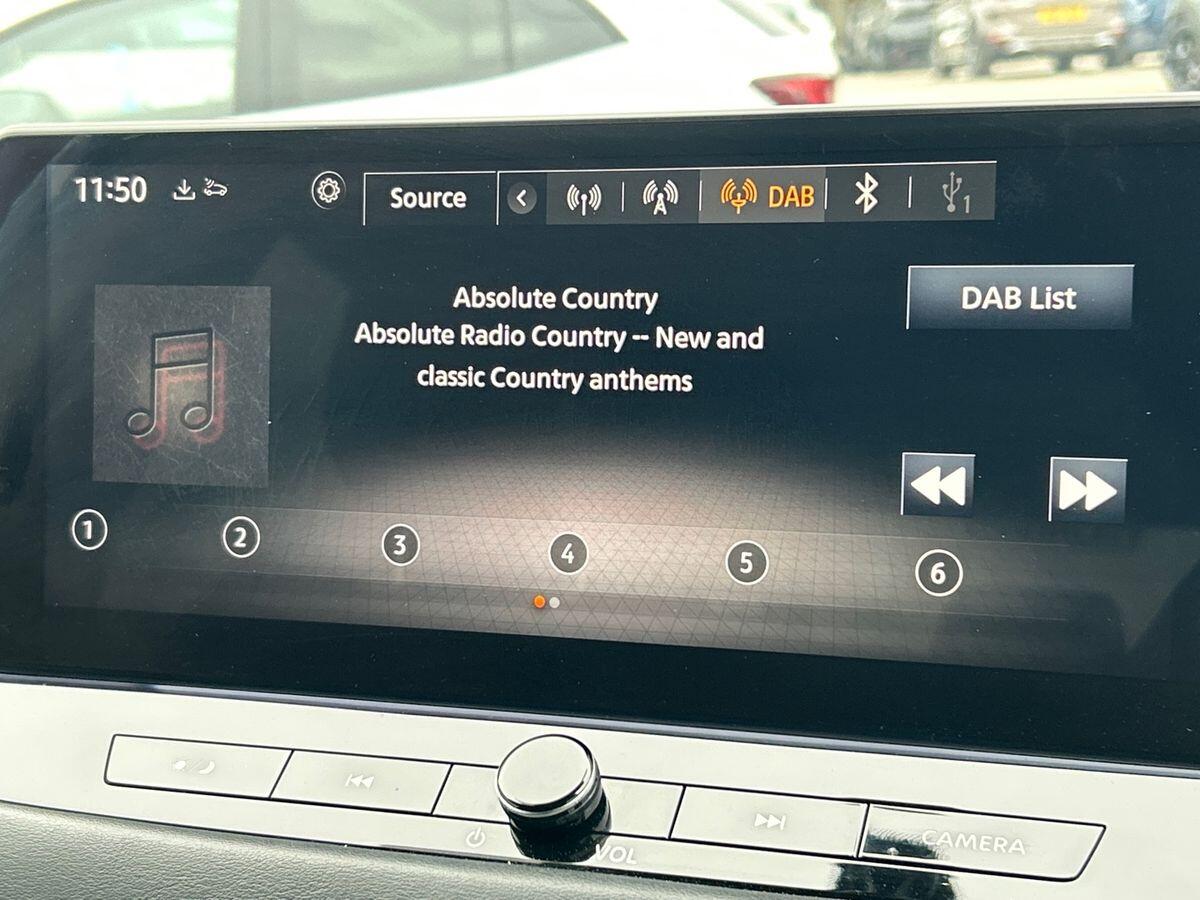 11:50
Source
DAB
1
Absolute Country
DAB List
Absolute Radio Country -- New and
classic Country anthems
1
2
3
4
5
6
VOL
CAMERA